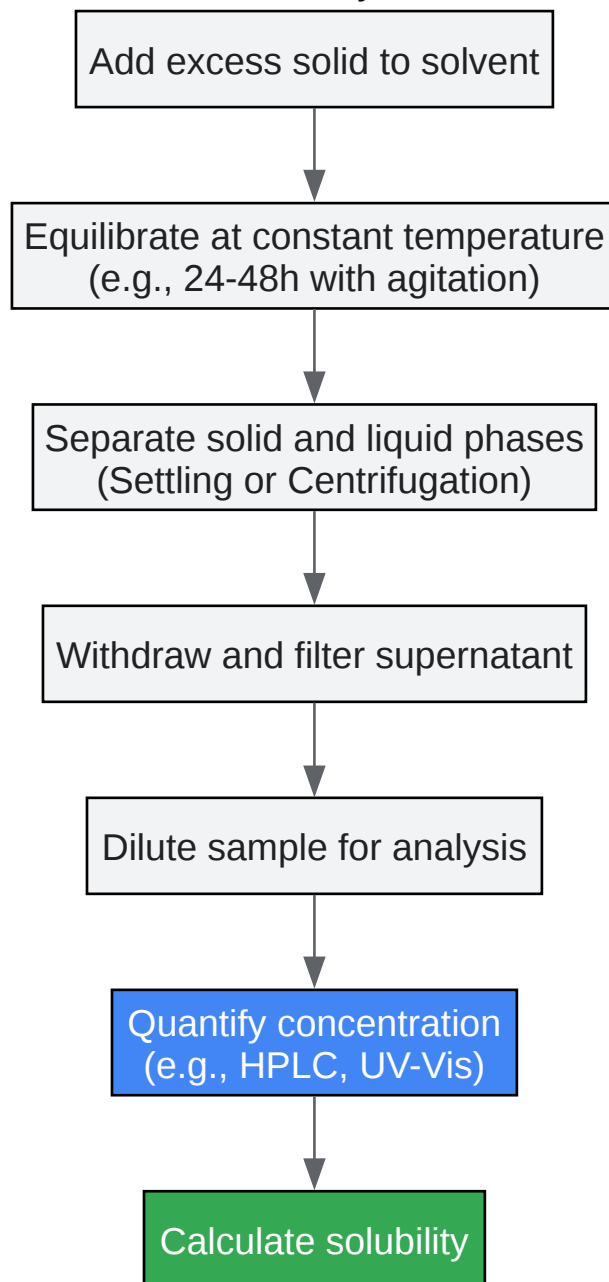 Add excess solid to solvent
Equilibrate at constant temperature
(e.g., 24-48h with agitation)
Separate solid and liquid phases
(Settling or Centrifugation)
Withdraw and filter supernatant
Dilute sample for analysis
Quantify concentration
(e.g., HPLC, UV-Vis)
Calculate solubility